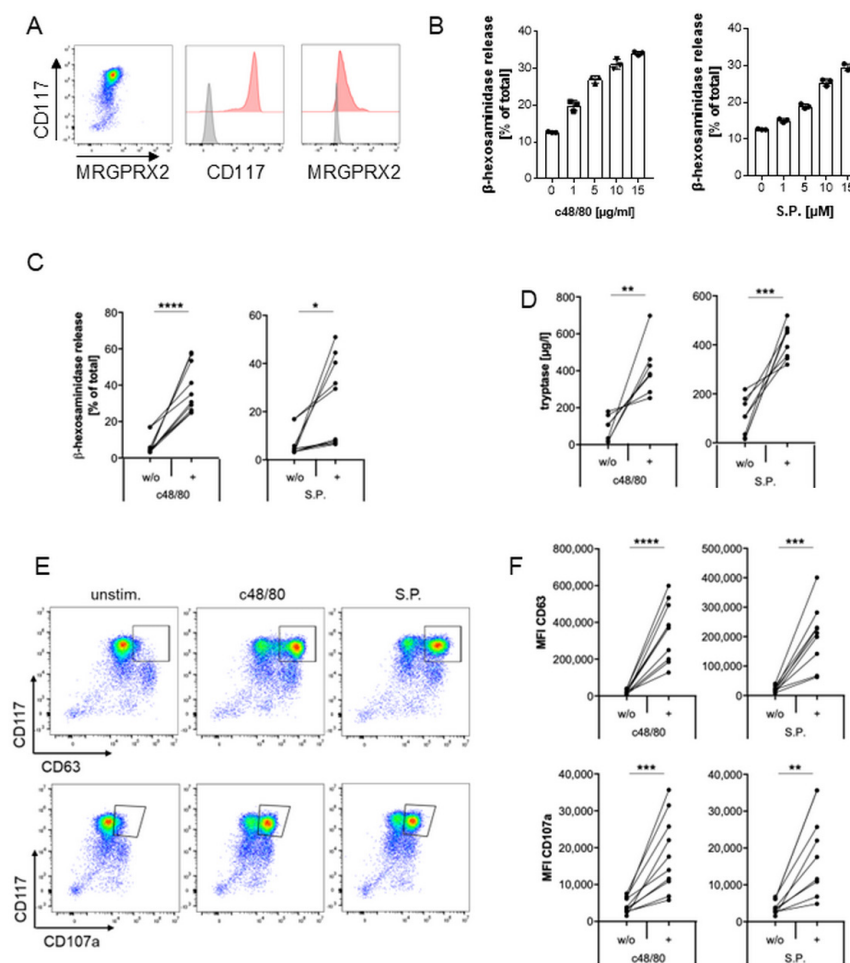 A
CD117
MRGPRX2
CD117
MRGPRX2
B
β-hexosaminidase release
[% of total]
40
30
20
10
0
0 1 5 10 15
c48/80 [µg/ml]
β-hexosaminidase release
[% of total]
40
30
20
10
0
0 1 5 10 15
S.P. [µM]
C
β-hexosaminidase release
[% of total]
80
60
40
20
0
****
w/o +
c48/80
60
40
20
0
*
w/o +
S.P.
D
tryptase [µg/l]
800
600
400
200
0
**
w/o +
c48/80
600
400
200
0
***
w/o +
S.P.
E
unstim. c48/80 S.P.
CD117
CD63
CD117
CD107a
F
MFI CD63
800,000
600,000
400,000
200,000
0
****
w/o +
c48/80
500,000
400,000
300,000
200,000
100,000
0
***
w/o +
S.P.
MFI CD107a
40,000
30,000
20,000
10,000
0
***
w/o +
c48/80
40,000
30,000
20,000
10,000
0
**
w/o +
S.P.